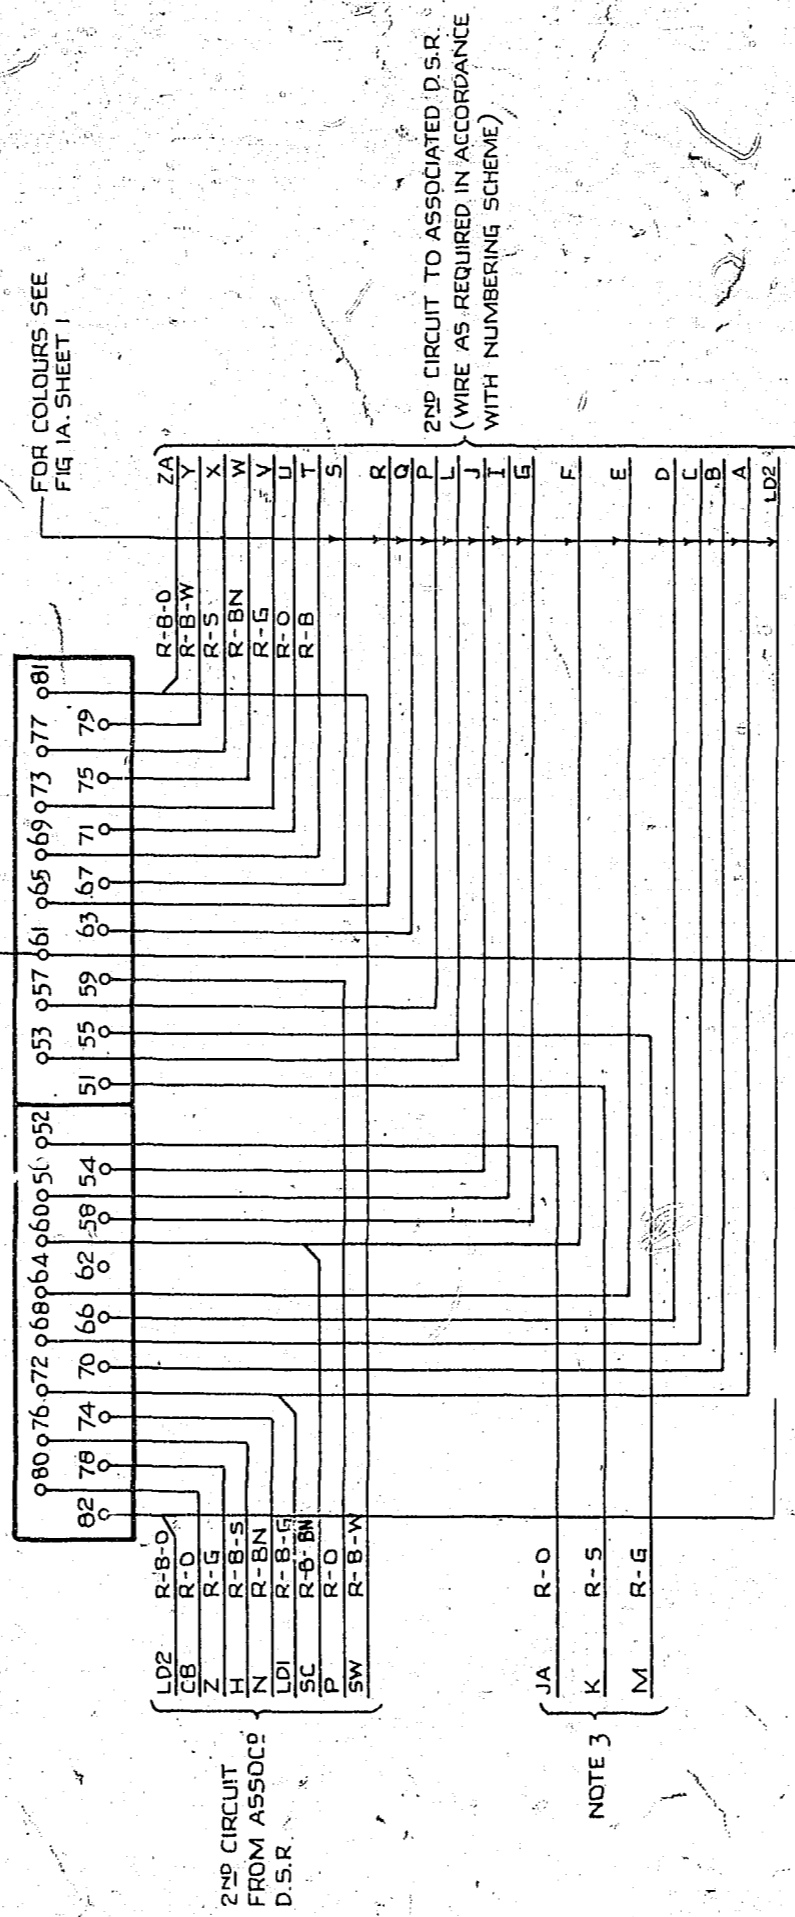 FOR COLOURS SEE
FIG 1A. SHEET 1
80 76 72 68 64 60 56 52 53 57 61 65 69 73 77 81
82 78 74 70 66 62 58 54 51 55 59 63 67 71 75 79
2ND CIRCUIT
FROM ASSOCD
D.S.R.
LD2 R-B-O
CB R-O
Z R-G
H R-B-S
N R-BN
LD1 R-B-G
SC R-B-BN
P R-O
SW R-B-W
NOTE 3
JA R-O
K R-S
M R-G
R-B-O ZA
R-B-W Y
R-S X
R-BN W
R-G V
R-O U
R-B T
S
R
Q
P
L
J
I
G
F
E
D
C
B
A
LD2
2ND CIRCUIT TO ASSOCIATED D.S.R.
(WIRE AS REQUIRED IN ACCORDANCE
WITH NUMBERING SCHEME)